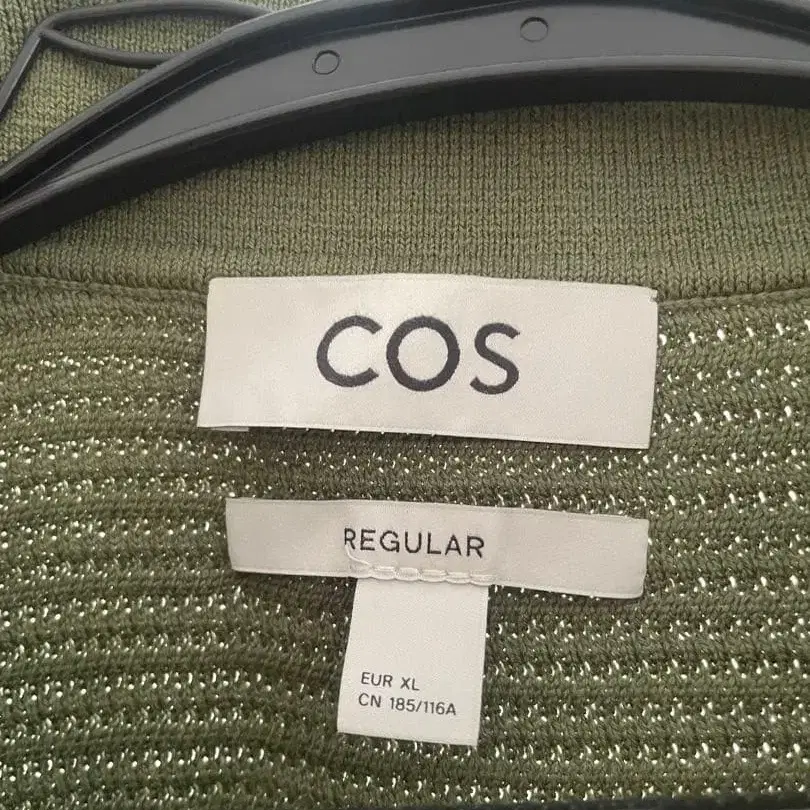 COS
REGULAR
EUR XL
CN 185/116A